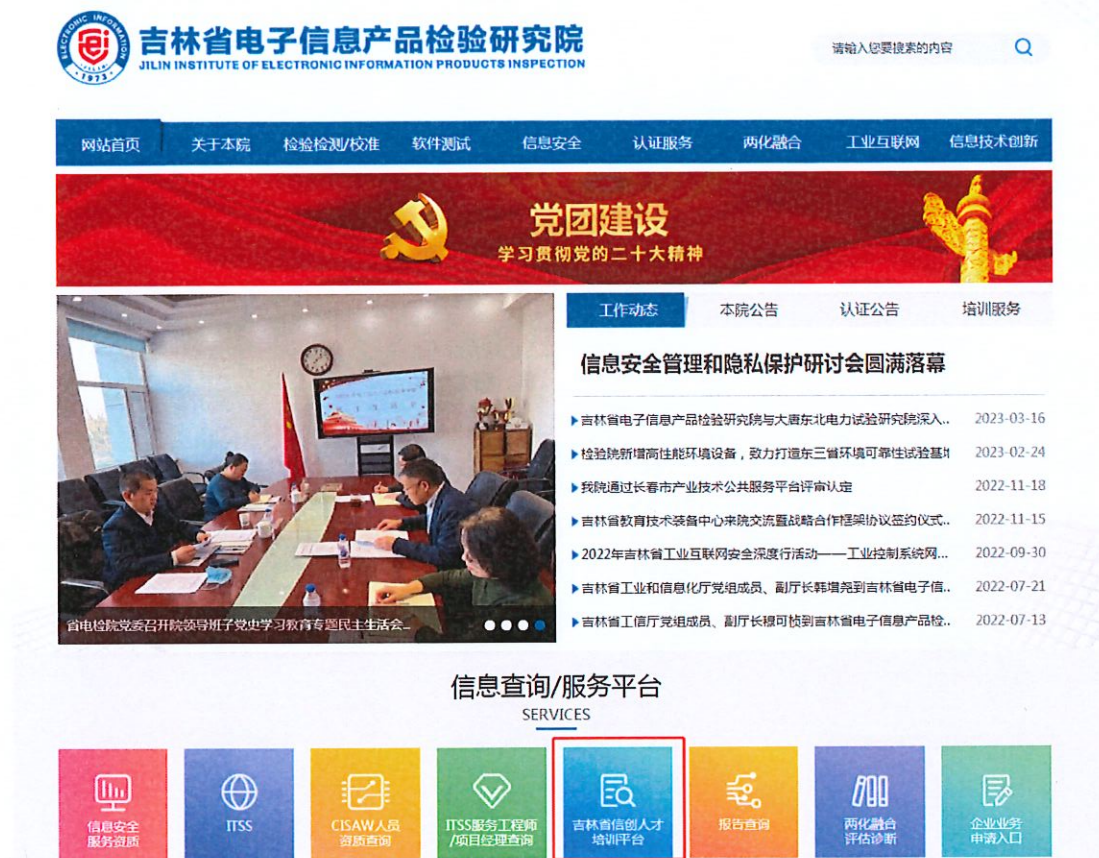 吉林省电子信息产品检验研究院
JILIN INSTITUTE OF ELECTRONIC INFORMATION PRODUCTS INSPECTION
ELECTRONIC INFORMATION
1973
请输入您要搜索的内容
网站首页 关于本院 检验检测/校准 软件测试 信息安全 认证服务 两化融合 工业互联网 信息技术创新
党团建设
学习贯彻党的二十大精神
工作动态 本院公告 认证公告 培训服务
信息安全管理和隐私保护研讨会圆满落幕
吉林省电子信息产品检验研究院与大唐东北电力试验研究院深入.. 2023-03-16
检验院新增高性能环境设备，致力打造东三省环境可靠性试验基地 2023-02-24
我院通过长春市产业技术公共服务平台评审认定 2022-11-18
吉林省教育技术装备中心来院交流暨战略合作框架协议签约仪式.. 2022-11-15
2022年吉林省工业互联网安全深度行活动——工业控制系统网... 2022-09-30
吉林省工业和信息化厅党组成员、副厅长韩增尧到吉林省电子信.. 2022-07-21
吉林省工信厅党组成员、副厅长穆可桢到吉林省电子信息产品检.. 2022-07-13
省电检院党委召开院领导班子党史学习教育专题民主生活会...
信息查询/服务平台
SERVICES
信息安全
服务资质
ITSS
CISAW人员
资质查询
ITSS服务工程师
/项目经理查询
吉林省信创人才
培训平台
报告查询
两化融合
评估诊断
企业业务
申请入口